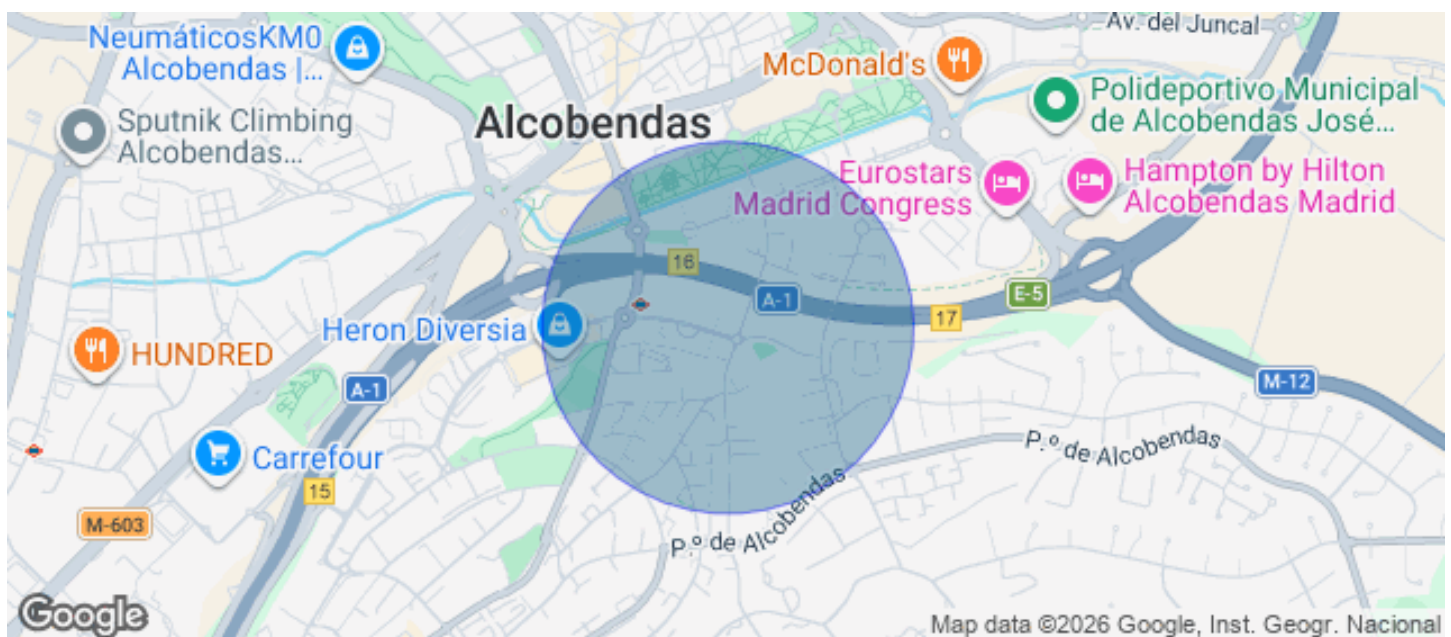 Av. del Juncal
NeumáticosKM0
Alcobendas |...
McDonald's
Polideportivo Municipal
de Alcobendas José...
Sputnik Climbing
Alcobendas...
Alcobendas
Eurostars
Madrid Congress
Hampton by Hilton
Alcobendas Madrid
16
A-1
E-5
17
Heron Diversia
HUNDRED
A-1
M-12
P.º de Alcobendas
Carrefour
15
M-603
P.º de Alcobendas
Google
Map data ©2026 Google, Inst. Geogr. Nacional